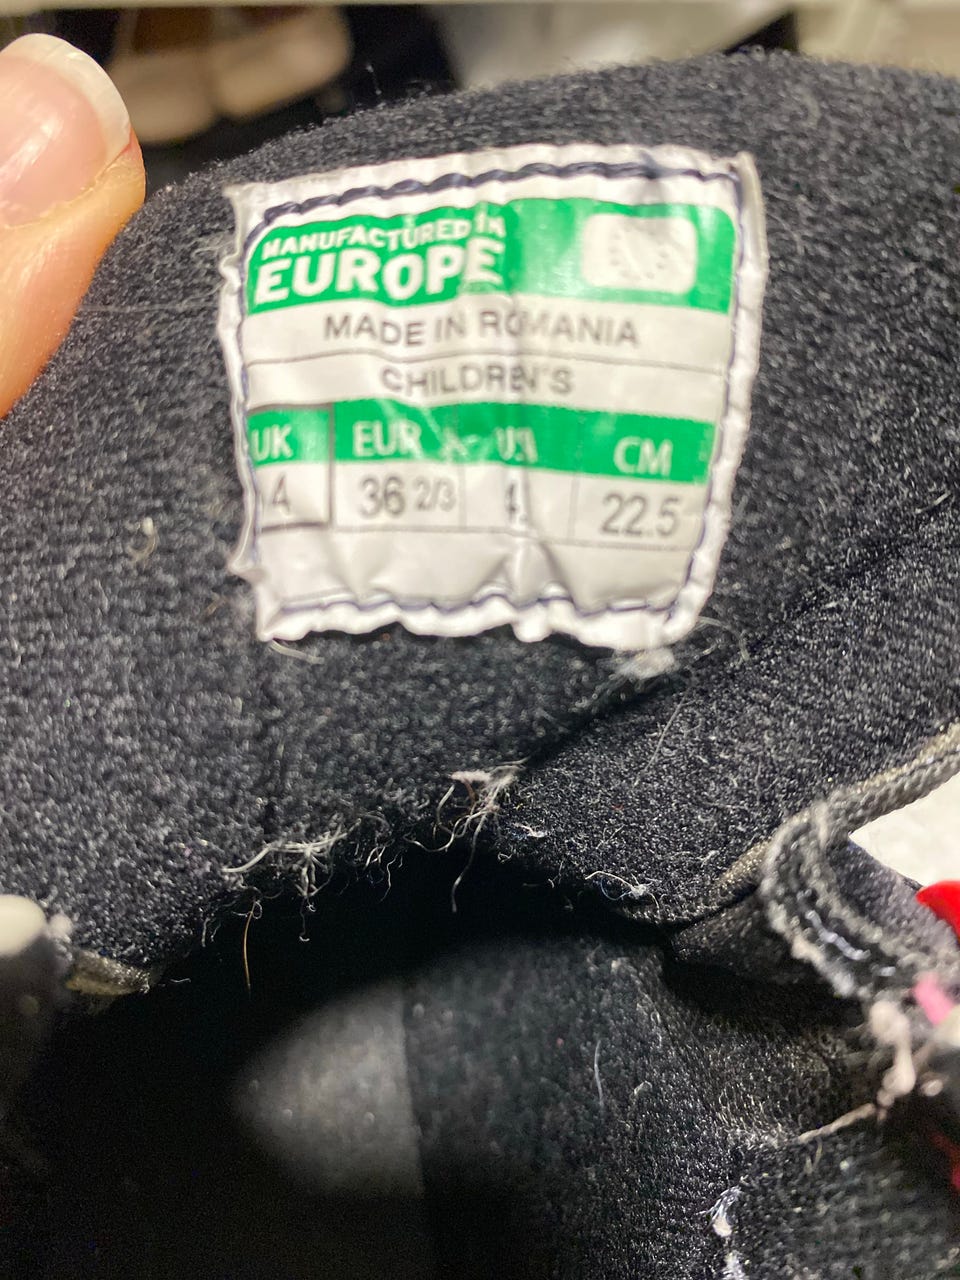 MANUFACTURED IN
EUROPE
MADE IN ROMANIA
CHILDREN'S
UK EUR CM
4 36 2/3 22.5